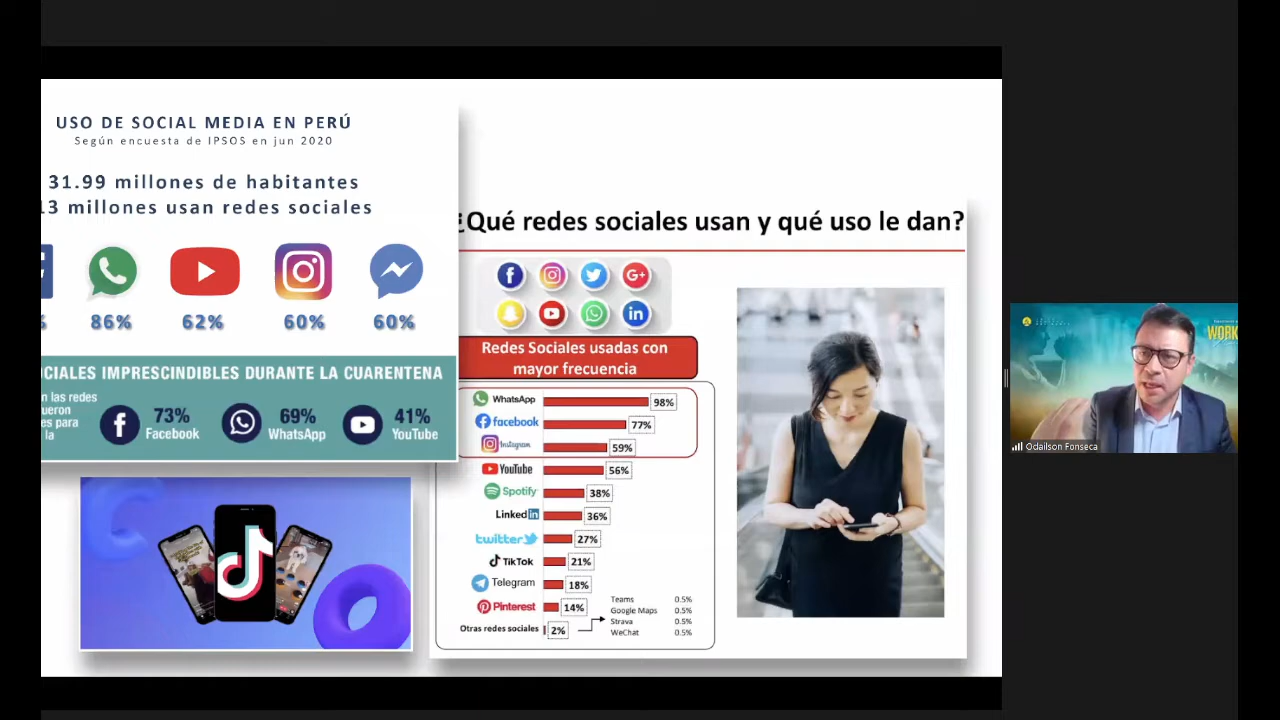 USO DE SOCIAL MEDIA EN PERÚ
Según encuesta de IPSOS en jun 2020
31.99 millones de habitantes
13 millones usan redes sociales
%
86%
62%
60%
60%
OCIALES IMPRESCINDIBLES DURANTE LA CUARENTENA
n las redes
ueron
es para
la
73%
Facebook
69%
WhatsApp
41%
YouTube
¿Qué redes sociales usan y qué uso le dan?
Redes Sociales usadas con
mayor frecuencia
WhatsApp 98%
facebook 77%
Instagram 59%
YouTube 56%
Spotify 38%
Linked in 36%
twitter 27%
TikTok 21%
Telegram 18%
Pinterest 14%
Otras redes sociales 2%
Teams 0.5%
Google Maps 0.5%
Strava 0.5%
WeChat 0.5%
WORK
Odailson Fonseca